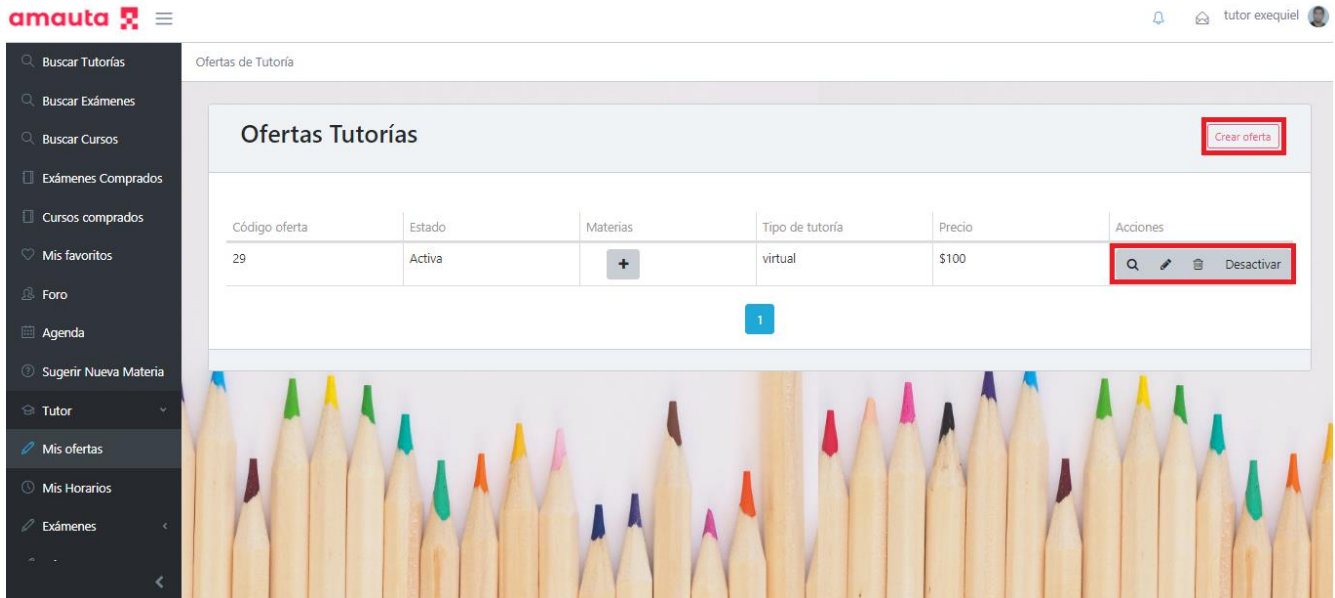 amauta
tutor exequiel
Buscar Tutorías
Buscar Exámenes
Buscar Cursos
Exámenes Comprados
Cursos comprados
Mis favoritos
Foro
Agenda
Sugerir Nueva Materia
Tutor
Mis ofertas
Mis Horarios
Exámenes
Ofertas de Tutoría
Ofertas Tutorías
Crear oferta
Código oferta Estado Materias Tipo de tutoría Precio Acciones
29 Activa + virtual $100 Desactivar
1